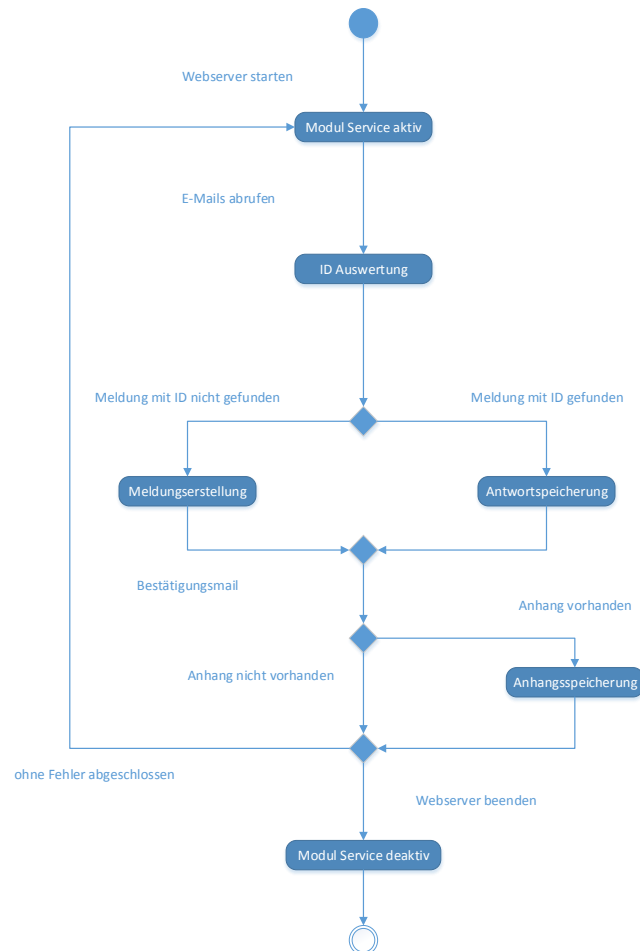 Webserver starten
Modul Service aktiv
E-Mails abrufen
ID Auswertung
Meldung mit ID nicht gefunden
Meldung mit ID gefunden
Meldungserstellung
Antwortspeicherung
Bestätigungsmail
Anhang vorhanden
Anhang nicht vorhanden
Anhangsspeicherung
ohne Fehler abgeschlossen
Webserver beenden
Modul Service deaktiv